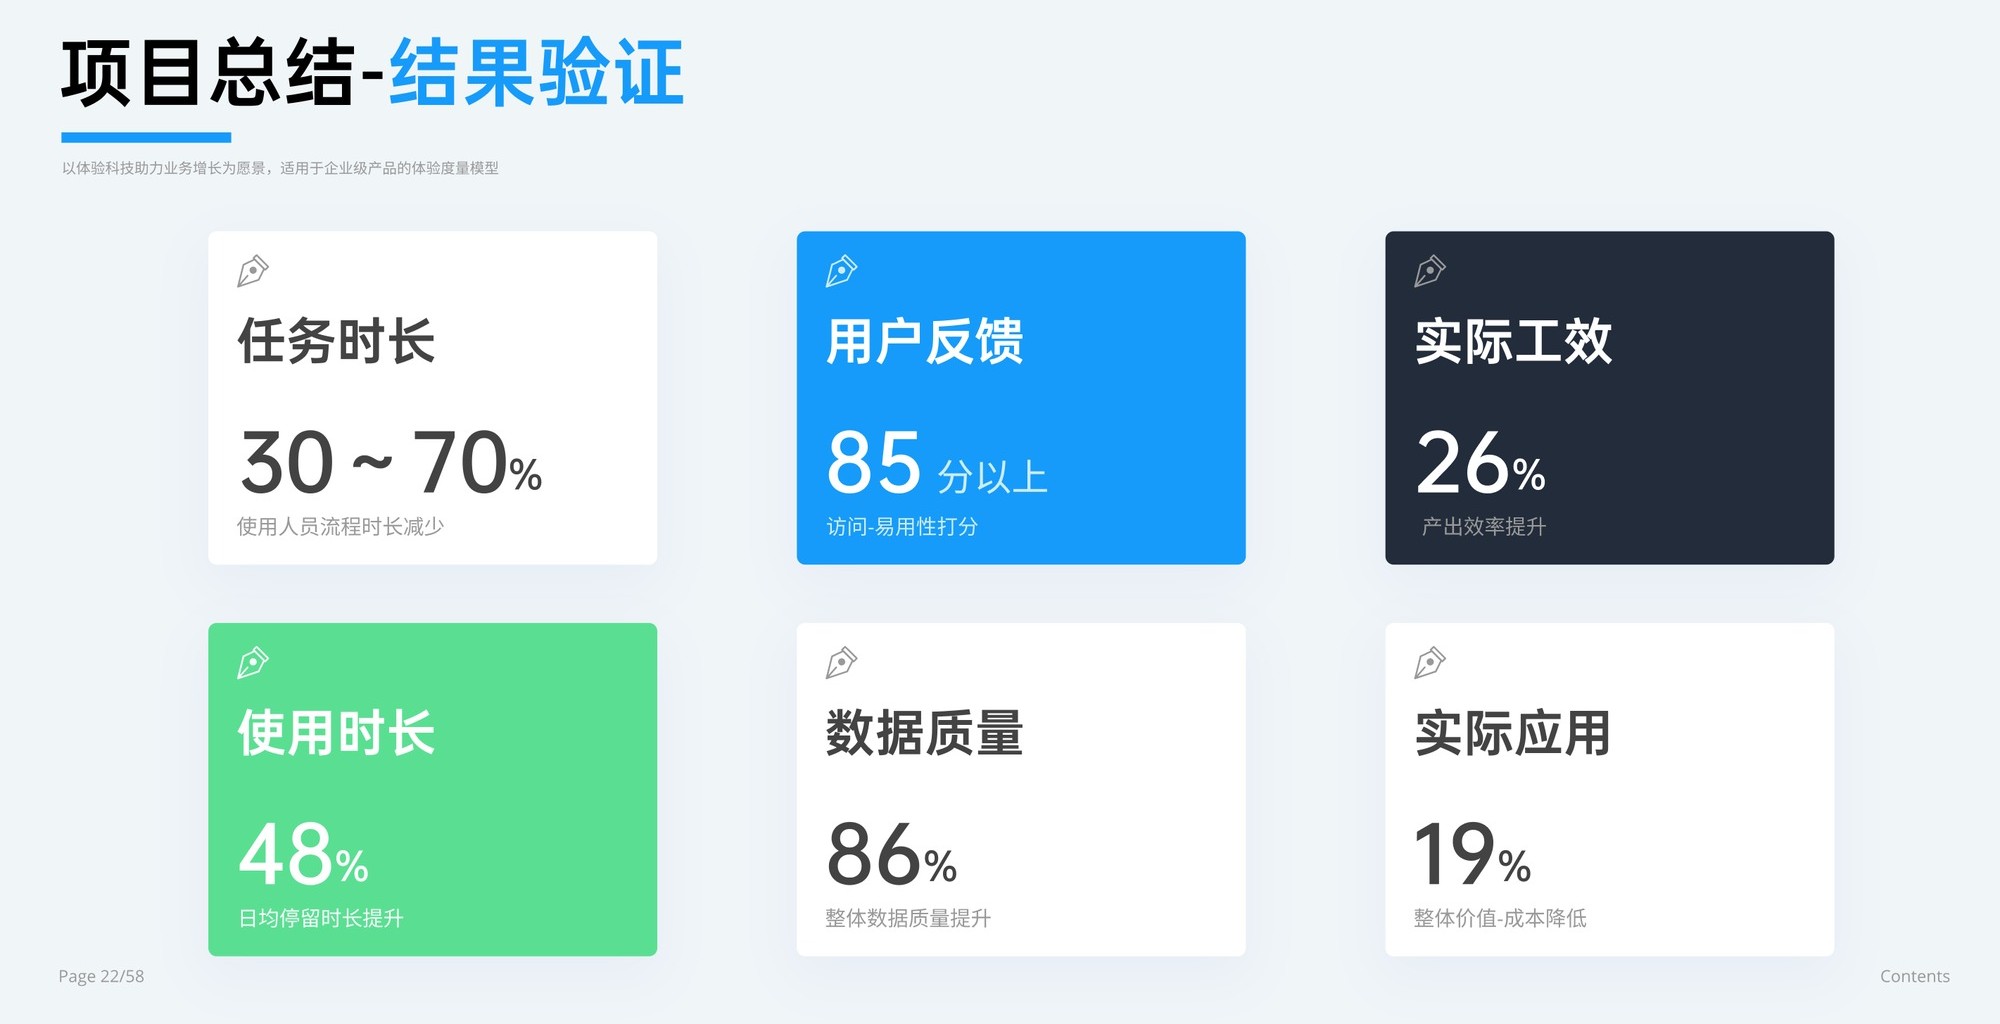 项目总结-结果验证
以体验科技助力业务增长为愿景，适用于企业级产品的体验度量模型
任务时长
30 ~ 70%
使用人员流程时长减少
用户反馈
85 分以上
访问-易用性打分
实际工效
26%
产出效率提升
使用时长
48%
日均停留时长提升
数据质量
86%
整体数据质量提升
实际应用
19%
整体价值-成本降低
Page 22/58
Contents